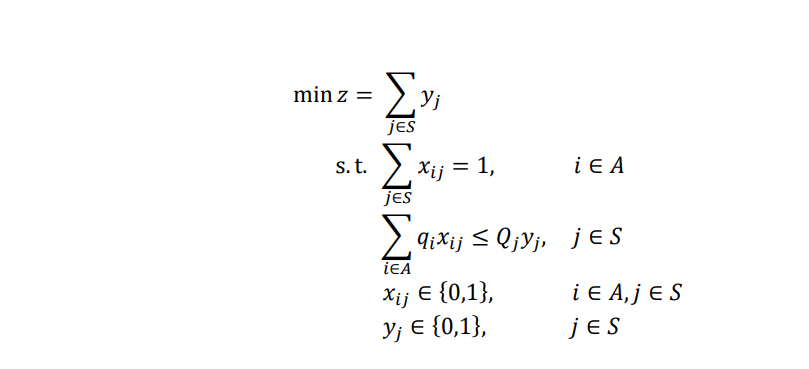 min z = ∑_{j∈S} y_j
s. t. ∑_{j∈S} x_{ij} = 1, i ∈ A
∑_{i∈A} q_i x_{ij} ≤ Q_j y_j, j ∈ S
x_{ij} ∈ {0,1}, i ∈ A, j ∈ S
y_j ∈ {0,1}, j ∈ S